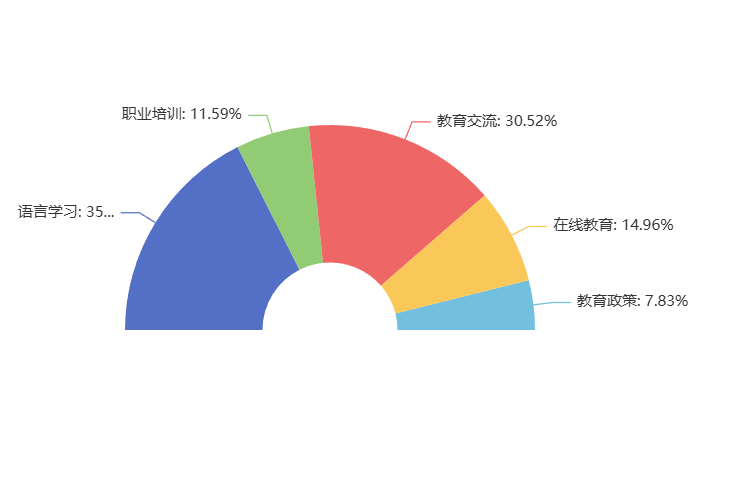 职业培训: 11.59%
教育交流: 30.52%
语言学习: 35...
在线教育: 14.96%
教育政策: 7.83%